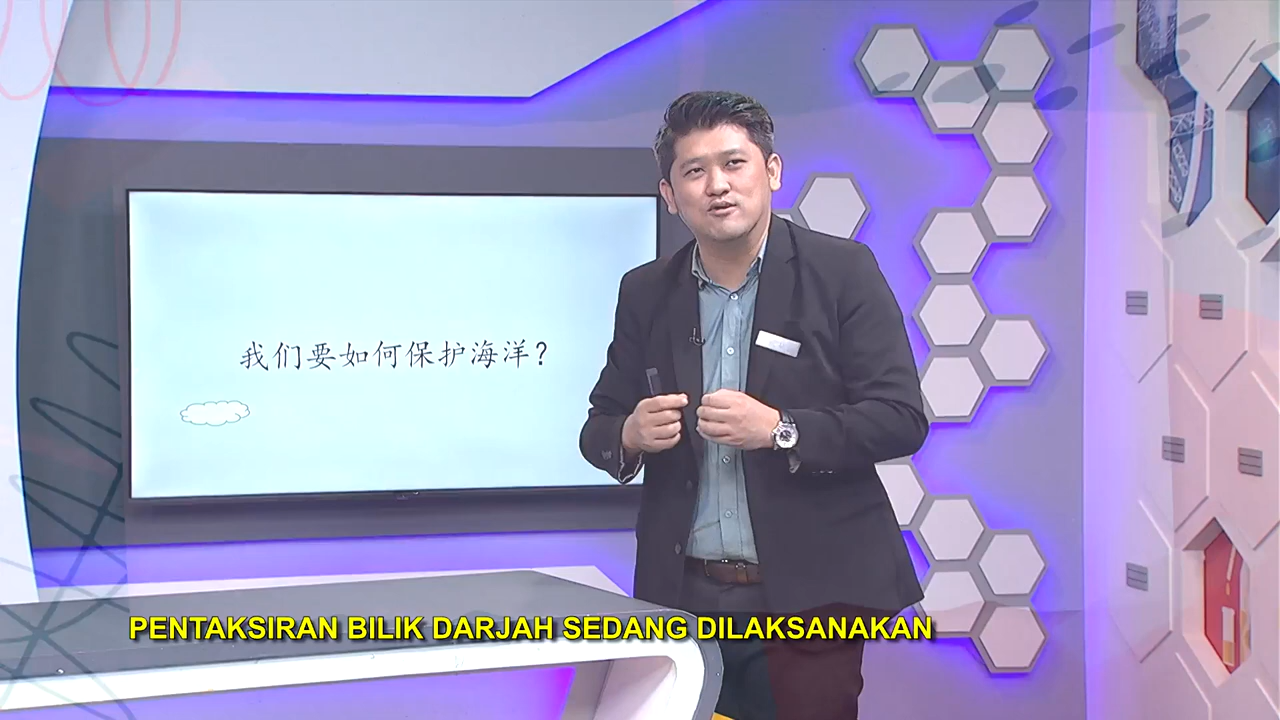 我们要如何保护海洋？
PENTAKSIRAN BILIK DARJAH SEDANG DILAKSANAKAN